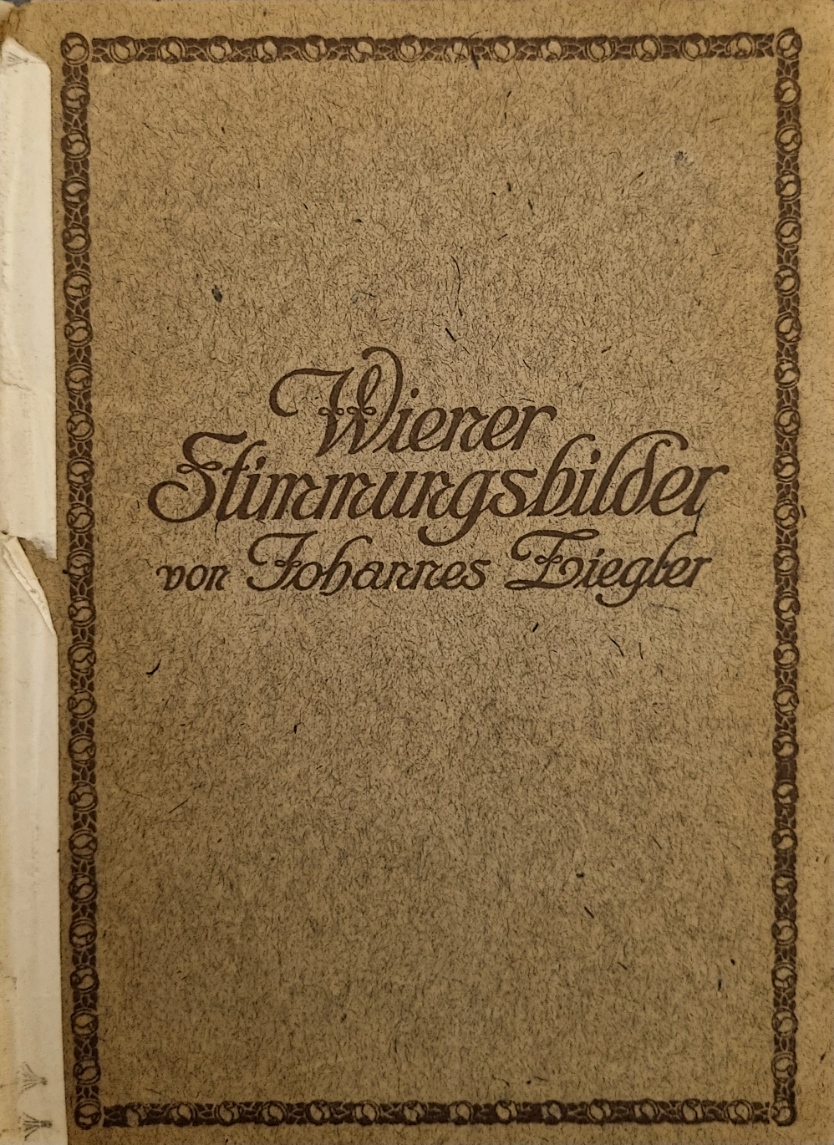 Wiener
Stimmungsbilder
von Johannes Ziegler